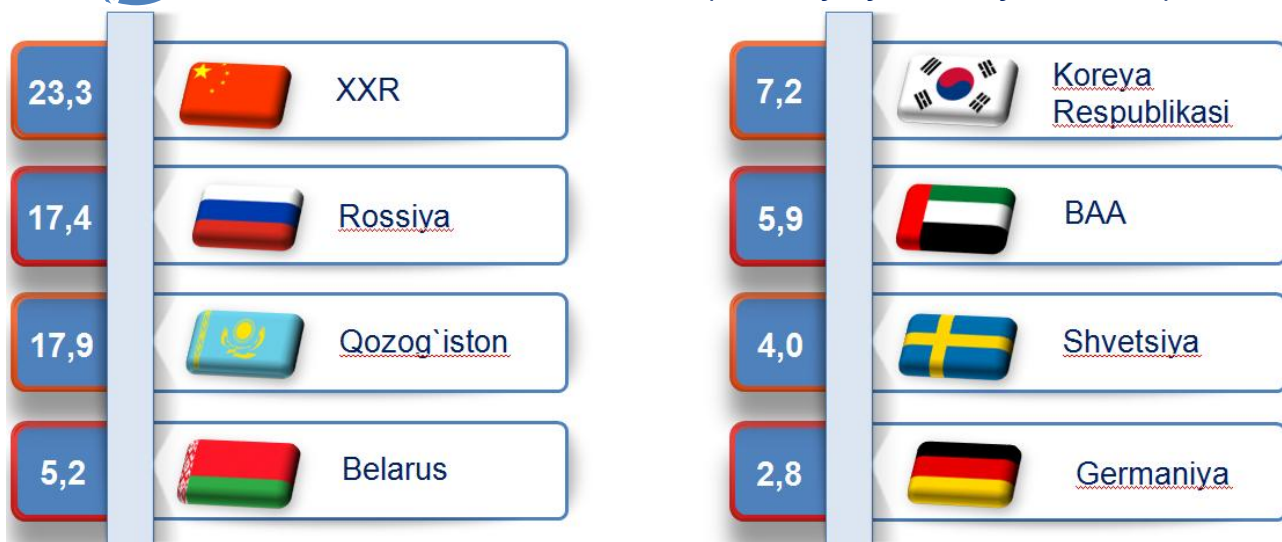 23,3 XXR
17,4 Rossiya
17,9 Qozog`iston
5,2 Belarus
7,2 Koreya
Respublikasi
5,9 BAA
4,0 Shvetsiya
2,8 Germaniya